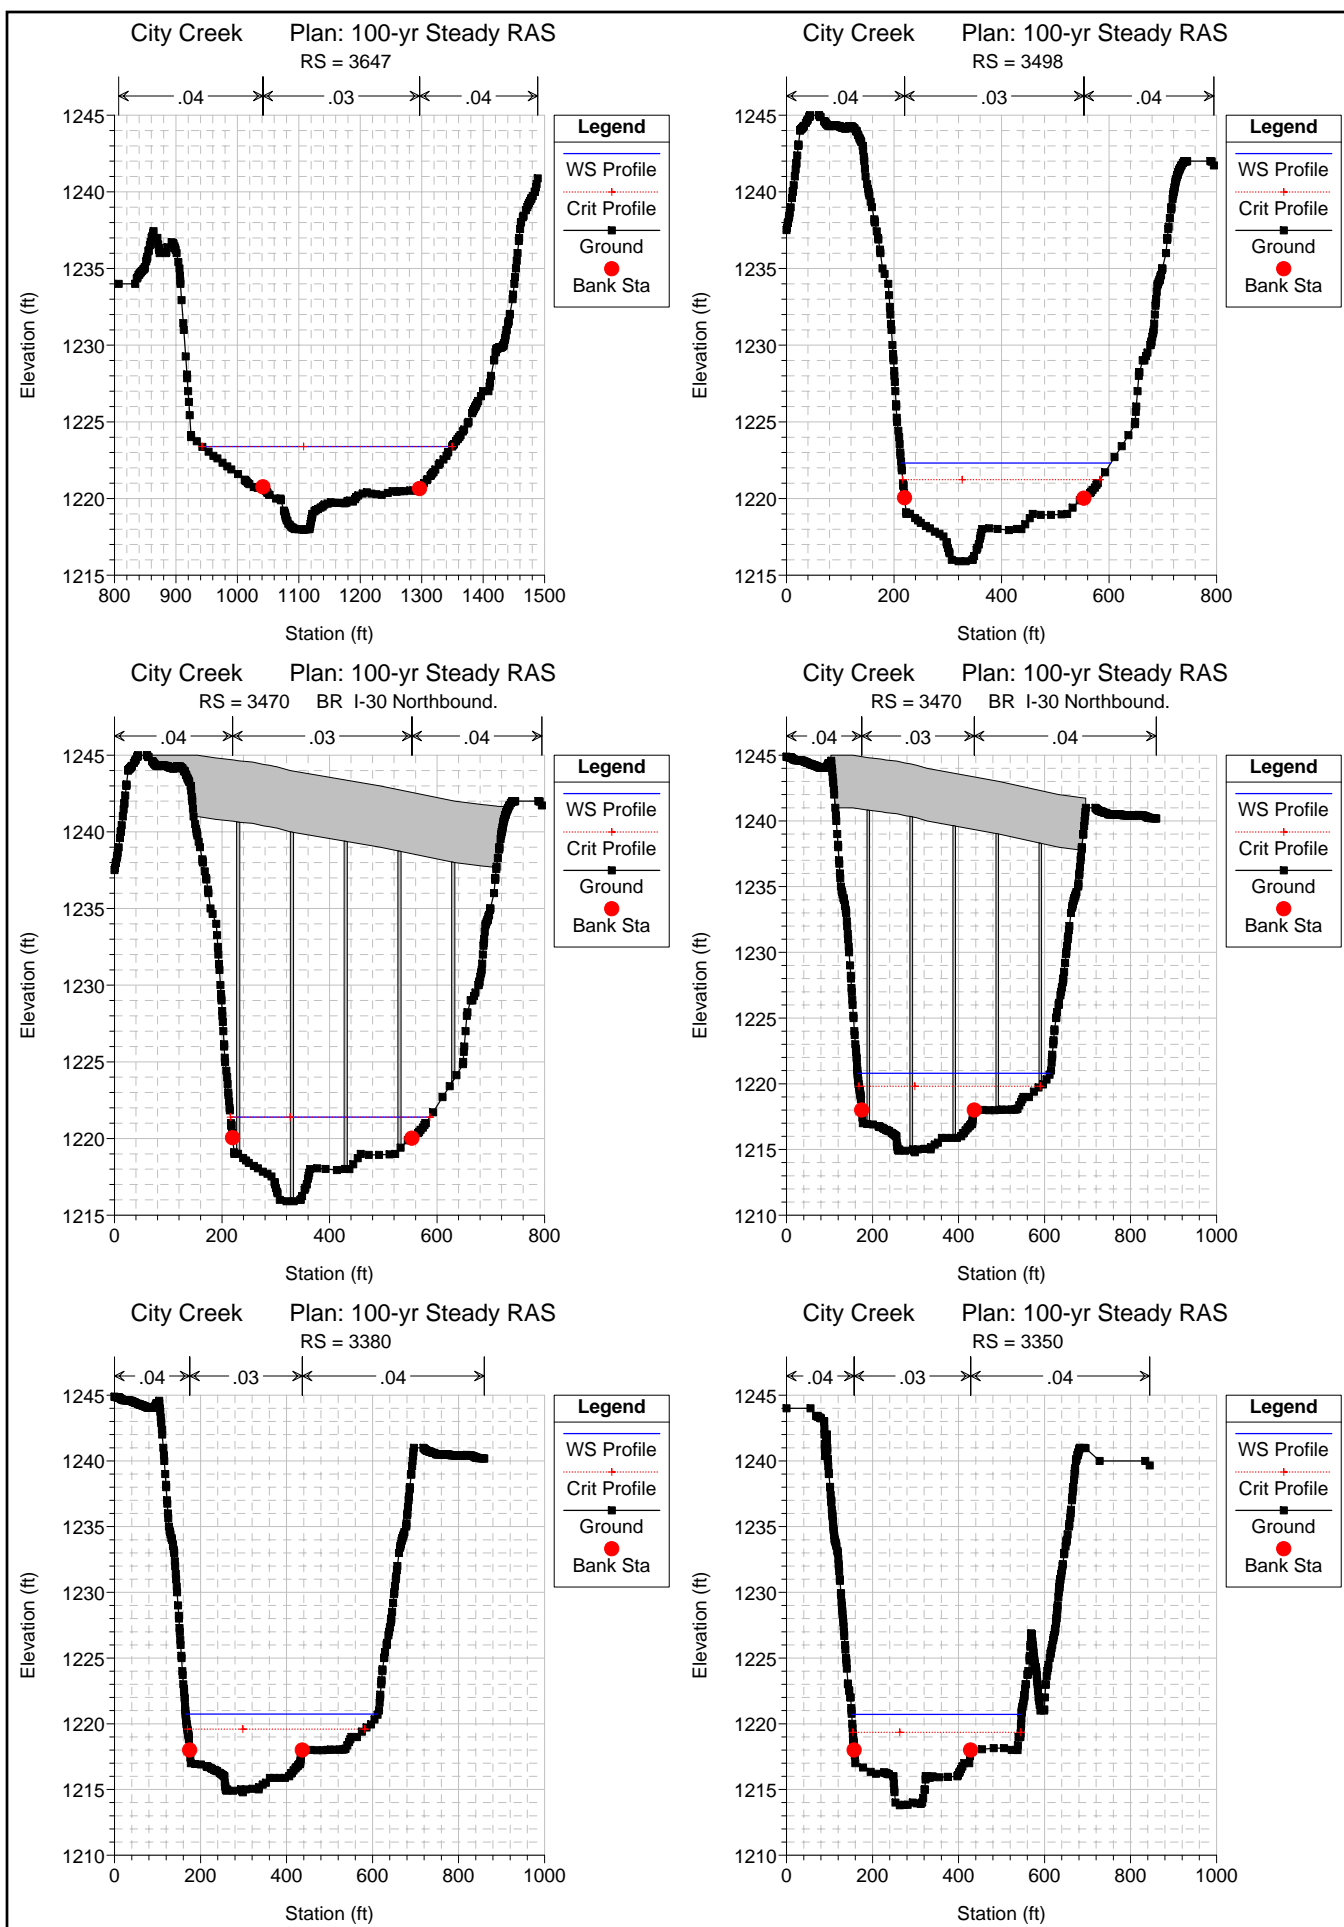 City Creek Plan: 100-yr Steady RAS
RS = 3647
.04 .03 .04
1245
1240
1235
1230
1225
1220
1215
Elevation (ft)
800 900 1000 1100 1200 1300 1400 1500
Station (ft)
Legend
WS Profile
Crit Profile
Ground
Bank Sta
City Creek Plan: 100-yr Steady RAS
RS = 3498
.04 .03 .04
1245
1240
1235
1230
1225
1220
1215
Elevation (ft)
0 200 400 600 800
Station (ft)
Legend
WS Profile
Crit Profile
Ground
Bank Sta
City Creek Plan: 100-yr Steady RAS
RS = 3470 BR I-30 Northbound.
.04 .03 .04
1245
1240
1235
1230
1225
1220
1215
Elevation (ft)
0 200 400 600 800
Station (ft)
Legend
WS Profile
Crit Profile
Ground
Bank Sta
City Creek Plan: 100-yr Steady RAS
RS = 3470 BR I-30 Northbound.
.04 .03 .04
1245
1240
1235
1230
1225
1220
1215
1210
Elevation (ft)
0 200 400 600 800 1000
Station (ft)
Legend
WS Profile
Crit Profile
Ground
Bank Sta
City Creek Plan: 100-yr Steady RAS
RS = 3380
.04 .03 .04
1245
1240
1235
1230
1225
1220
1215
1210
Elevation (ft)
0 200 400 600 800 1000
Station (ft)
Legend
WS Profile
Crit Profile
Ground
Bank Sta
City Creek Plan: 100-yr Steady RAS
RS = 3350
.04 .03 .04
1245
1240
1235
1230
1225
1220
1215
1210
Elevation (ft)
0 200 400 600 800 1000
Station (ft)
Legend
WS Profile
Crit Profile
Ground
Bank Sta